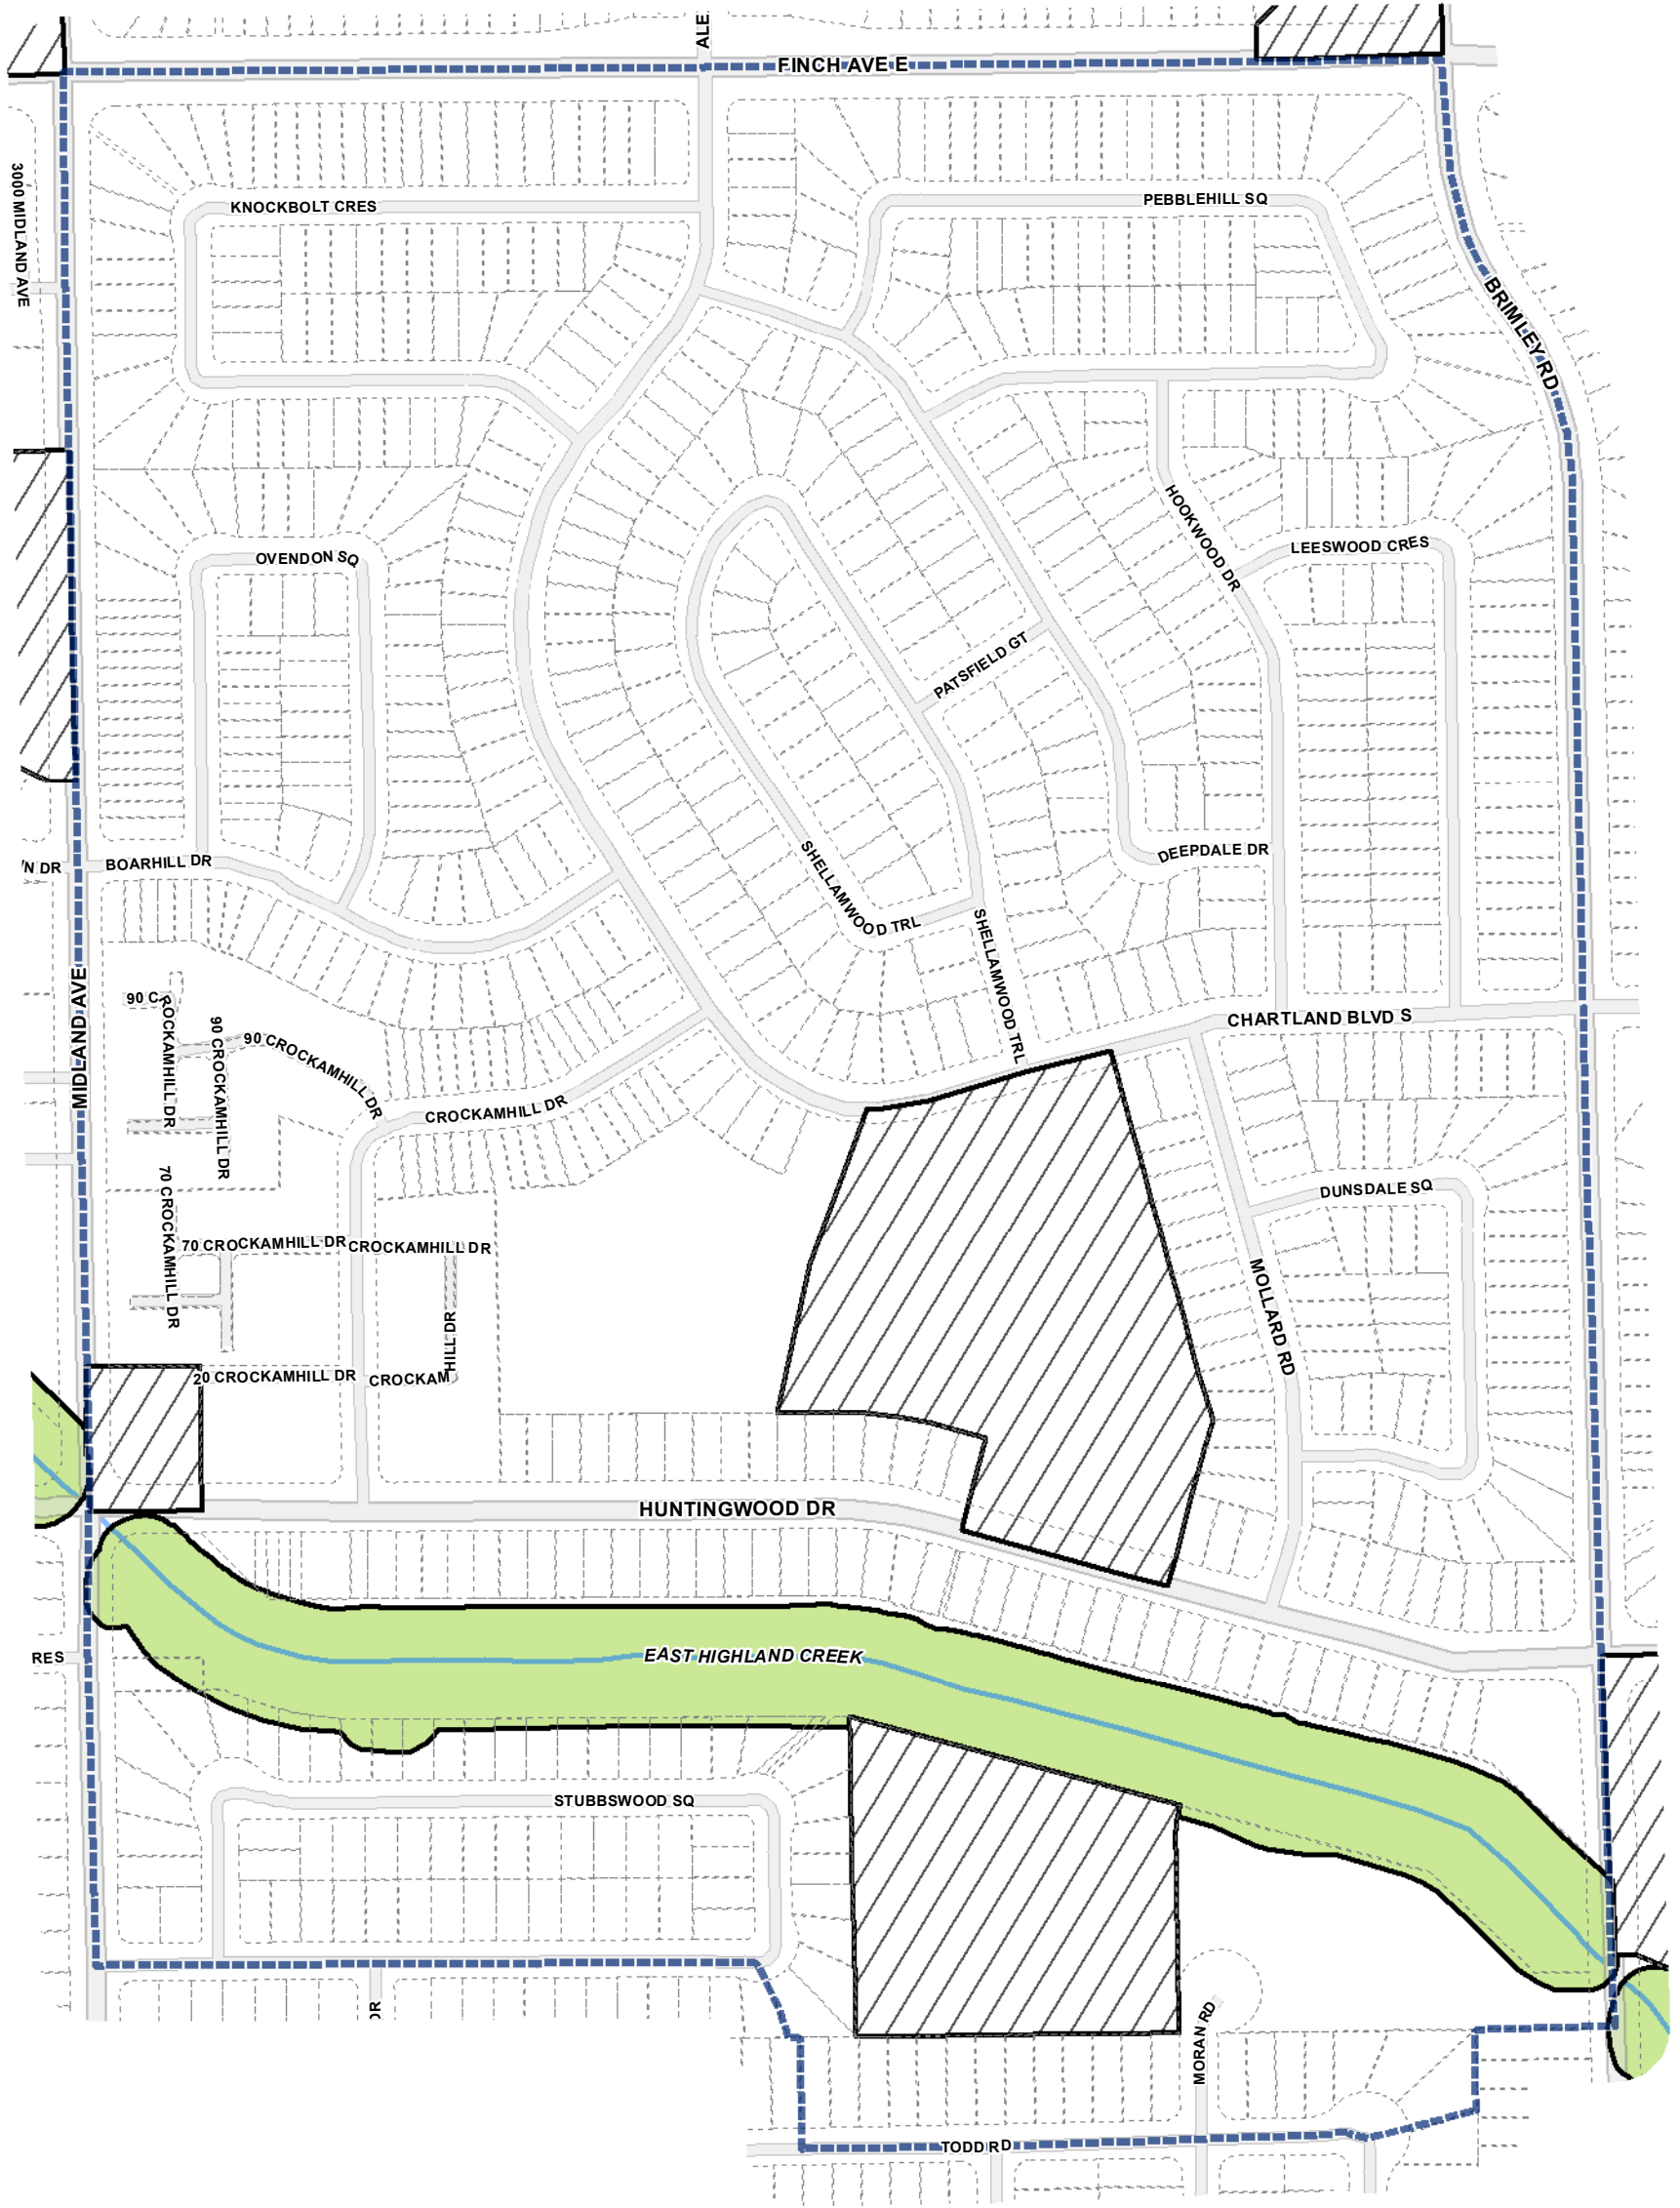 ALE
FINCH AVE E
3000 MIDLAND AVE
KNOCKBOLT CRES
PEBBLEHILL SQ
BRIMLEY RD
HOOKWOOD DR
LEESWOOD CRES
OVENDON SQ
PATSFIELD GT
N DR
BOARHILL DR
SHELLAMWOOD TRL
DEEPDALE DR
SHELLAMWOOD TRL
MIDLAND AVE
90 CROCKAMHILL DR
90 CROCKAMHILL DR
90 CROCKAMHILL DR
CHARTLAND BLVD S
CROCKAMHILL DR
70 CROCKAMHILL DR
DUNSDALE SQ
70 CROCKAMHILL DR
CROCKAMHILL DR
MOLLARD RD
20 CROCKAMHILL DR
CROCKAMHILL DR
HUNTINGWOOD DR
RES
EAST HIGHLAND CREEK
STUBBSWOOD SQ
DR
MORAN RD
TODD RD